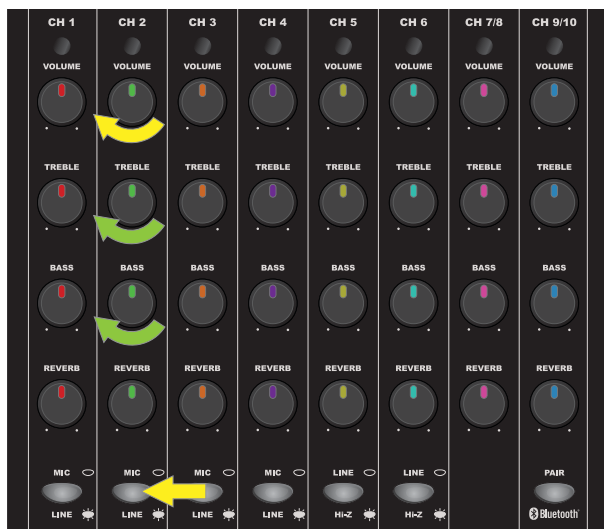 CH 1 CH 2 CH 3 CH 4 CH 5 CH 6 CH 7/8 CH 9/10
VOLUME VOLUME VOLUME VOLUME VOLUME VOLUME VOLUME VOLUME
TREBLE TREBLE TREBLE TREBLE TREBLE TREBLE TREBLE TREBLE
BASS BASS BASS BASS BASS BASS BASS BASS
REVERB REVERB REVERB REVERB REVERB REVERB REVERB REVERB
MIC MIC MIC MIC LINE LINE PAIR
LINE LINE LINE LINE Hi-Z Hi-Z Bluetooth